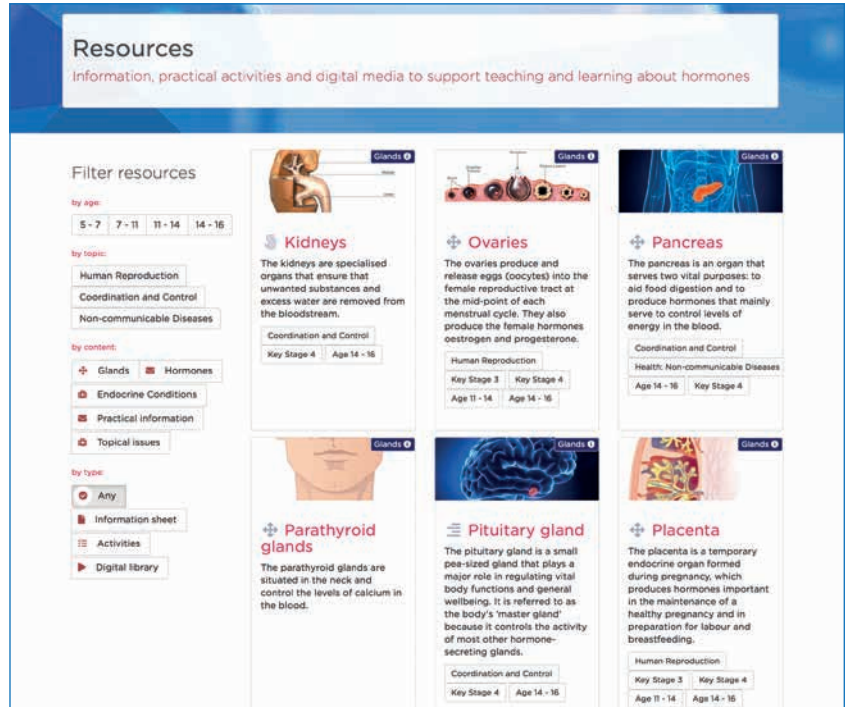 Resources
Information, practical activities and digital media to support teaching and learning about hormones
Filter resources
by age:
5 - 7
7 - 11
11 - 14
14 - 16
by topic:
Human Reproduction
Coordination and Control
Non-communicable Diseases
by content:
Glands
Hormones
Endocrine Conditions
Practical information
Topical issues
by type:
Any
Information sheet
Activities
Digital library
Glands
Kidneys
The kidneys are specialised
organs that ensure that
unwanted substances and
excess water are removed from
the bloodstream.
Coordination and Control
Key Stage 4
Age 14 - 16
Glands
Ovaries
The ovaries produce and
release eggs (oocytes) into the
female reproductive tract at
the mid-point of each
menstrual cycle. They also
produce the female hormones
oestrogen and progesterone.
Human Reproduction
Key Stage 3
Key Stage 4
Age 11 - 14
Age 14 - 16
Glands
Pancreas
The pancreas is an organ that
serves two vital purposes: to
aid food digestion and to
produce hormones that mainly
serve to control levels of
energy in the blood.
Coordination and Control
Health: Non-communicable Diseases
Age 14 - 16
Key Stage 4
Glands
Parathyroid
glands
The parathyroid glands are
situated in the neck and
control the levels of calcium in
the blood.
Glands
Pituitary gland
The pituitary gland is a small
pea-sized gland that plays a
major role in regulating vital
body functions and general
wellbeing. It is referred to as
the body's 'master gland'
because it controls the activity
of most other hormone-
secreting glands.
Coordination and Control
Key Stage 4
Age 14 - 16
Glands
Placenta
The placenta is a temporary
endocrine organ formed
during pregnancy, which
produces hormones important
in the maintenance of a
healthy pregnancy and in
preparation for labour and
breastfeeding.
Human Reproduction
Key Stage 3
Key Stage 4
Age 11 - 14
Age 14 - 16